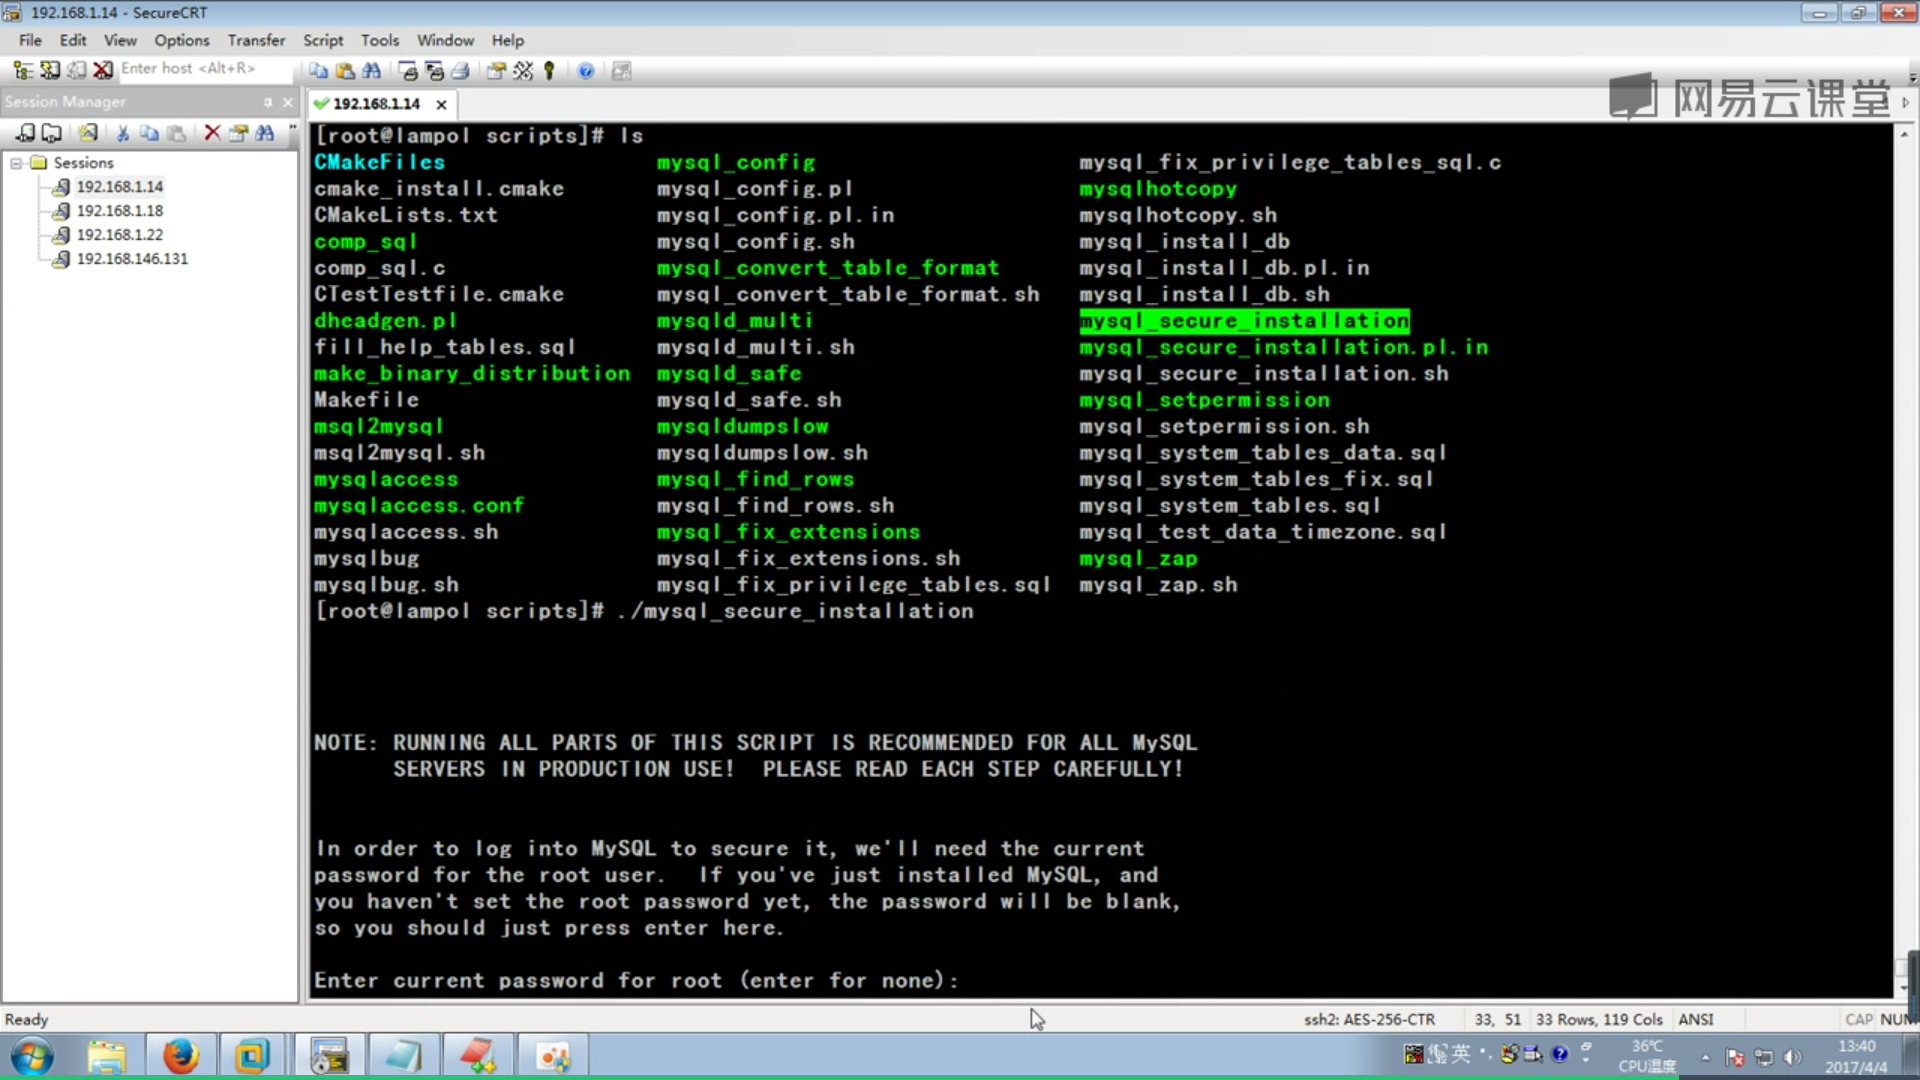 192.168.1.14 - SecureCRT
File Edit View Options Transfer Script Tools Window Help
Enter host <Alt+R>
Session Manager
192.168.1.14
网易云课堂
Sessions
192.168.1.14
192.168.1.18
192.168.1.22
192.168.146.131
[root@lampol scripts]# ls
CMakeFiles mysql_config mysql_fix_privilege_tables_sql.c
cmake_install.cmake mysql_config.pl mysqlhotcopy
CMakeLists.txt mysql_config.pl.in mysqlhotcopy.sh
comp_sql mysql_config.sh mysql_install_db
comp_sql.c mysql_convert_table_format mysql_install_db.pl.in
CTestTestfile.cmake mysql_convert_table_format.sh mysql_install_db.sh
dheadgen.pl mysqld_multi mysql_secure_installation
fill_help_tables.sql mysqld_multi.sh mysql_secure_installation.pl.in
make_binary_distribution mysqld_safe mysql_secure_installation.sh
Makefile mysqld_safe.sh mysql_setpermission
msql2mysql mysqldumpslow mysql_setpermission.sh
msql2mysql.sh mysqldumpslow.sh mysql_system_tables_data.sql
mysqlaccess mysql_find_rows mysql_system_tables_fix.sql
mysqlaccess.conf mysql_find_rows.sh mysql_system_tables.sql
mysqlaccess.sh mysql_fix_extensions mysql_test_data_timezone.sql
mysqlbug mysql_fix_extensions.sh mysql_zap
mysqlbug.sh mysql_fix_privilege_tables.sql mysql_zap.sh
[root@lampol scripts]# ./mysql_secure_installation
NOTE: RUNNING ALL PARTS OF THIS SCRIPT IS RECOMMENDED FOR ALL MySQL
SERVERS IN PRODUCTION USE! PLEASE READ EACH STEP CAREFULLY!
In order to log into MySQL to secure it, we'll need the current
password for the root user. If you've just installed MySQL, and
you haven't set the root password yet, the password will be blank,
so you should just press enter here.
Enter current password for root (enter for none):
Ready ssh2: AES-256-CTR 33, 51 33 Rows, 119 Cols ANSI CAP NUM
英 36℃ 13:40
CPU温度 2017/4/4